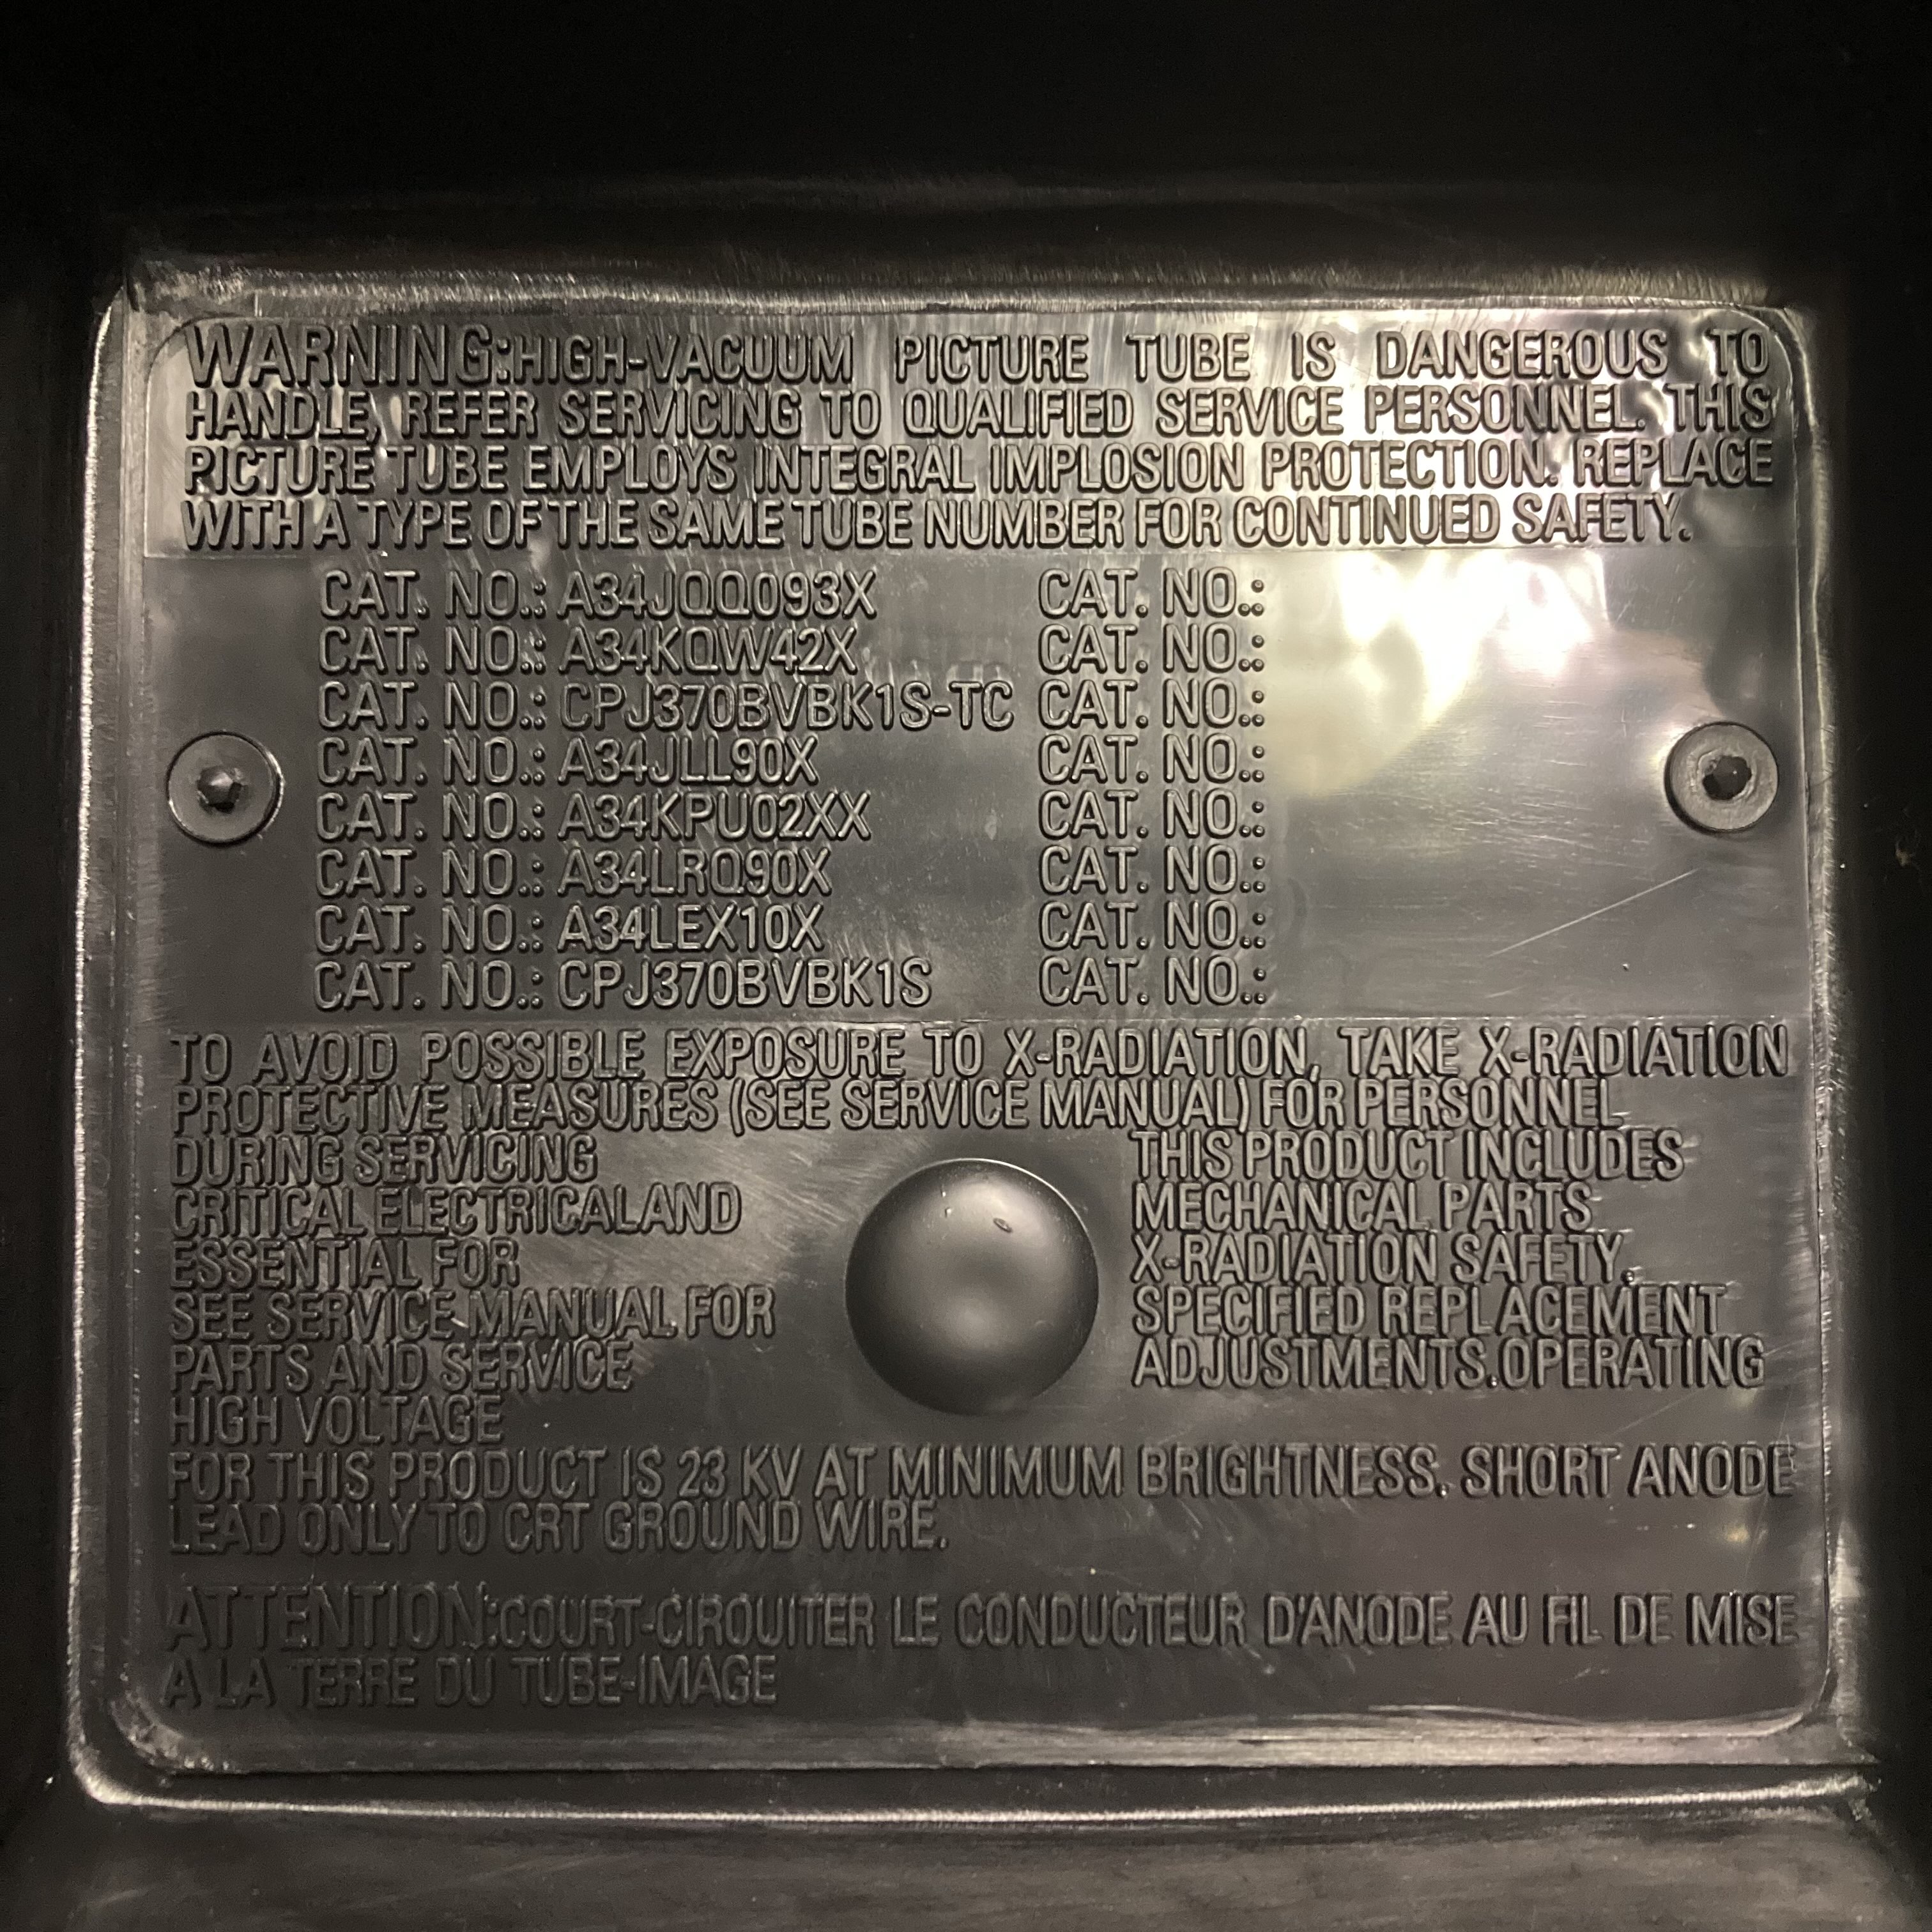 WARNING:HIGH-VACUUM PICTURE TUBE IS DANGEROUS TO
HANDLE, REFER SERVICING TO QUALIFIED SERVICE PERSONNEL. THIS
PICTURE TUBE EMPLOYS INTEGRAL IMPLOSION PROTECTION. REPLACE
WITH A TYPE OF THE SAME TUBE NUMBER FOR CONTINUED SAFETY.
CAT. NO.: A34JQQ093X CAT. NO.:
CAT. NO.: A34KQW42X CAT. NO.:
CAT. NO.: CPJ370BVBK1S-TC CAT. NO.:
CAT. NO.: A34JLL90X CAT. NO.:
CAT. NO.: A34KPU02XX CAT. NO.:
CAT. NO.: A34LRQ90X CAT. NO.:
CAT. NO.: A34LEX10X CAT. NO.:
CAT. NO.: CPJ370BVBK1S CAT. NO.:
TO AVOID POSSIBLE EXPOSURE TO X-RADIATION, TAKE X-RADIATION
PROTECTIVE MEASURES (SEE SERVICE MANUAL) FOR PERSONNEL
DURING SERVICING THIS PRODUCT INCLUDES
CRITICAL ELECTRICALAND MECHANICAL PARTS
ESSENTIAL FOR X-RADIATION SAFETY.
SEE SERVICE MANUAL FOR SPECIFIED REPLACEMENT
PARTS AND SERVICE ADJUSTMENTS.OPERATING
HIGH VOLTAGE
FOR THIS PRODUCT IS 23 KV AT MINIMUM BRIGHTNESS. SHORT ANODE
LEAD ONLY TO CRT GROUND WIRE.
ATTENTION:COURT-CIROUITER LE CONDUCTEUR D'ANODE AU FIL DE MISE
A LA TERRE DU TUBE-IMAGE